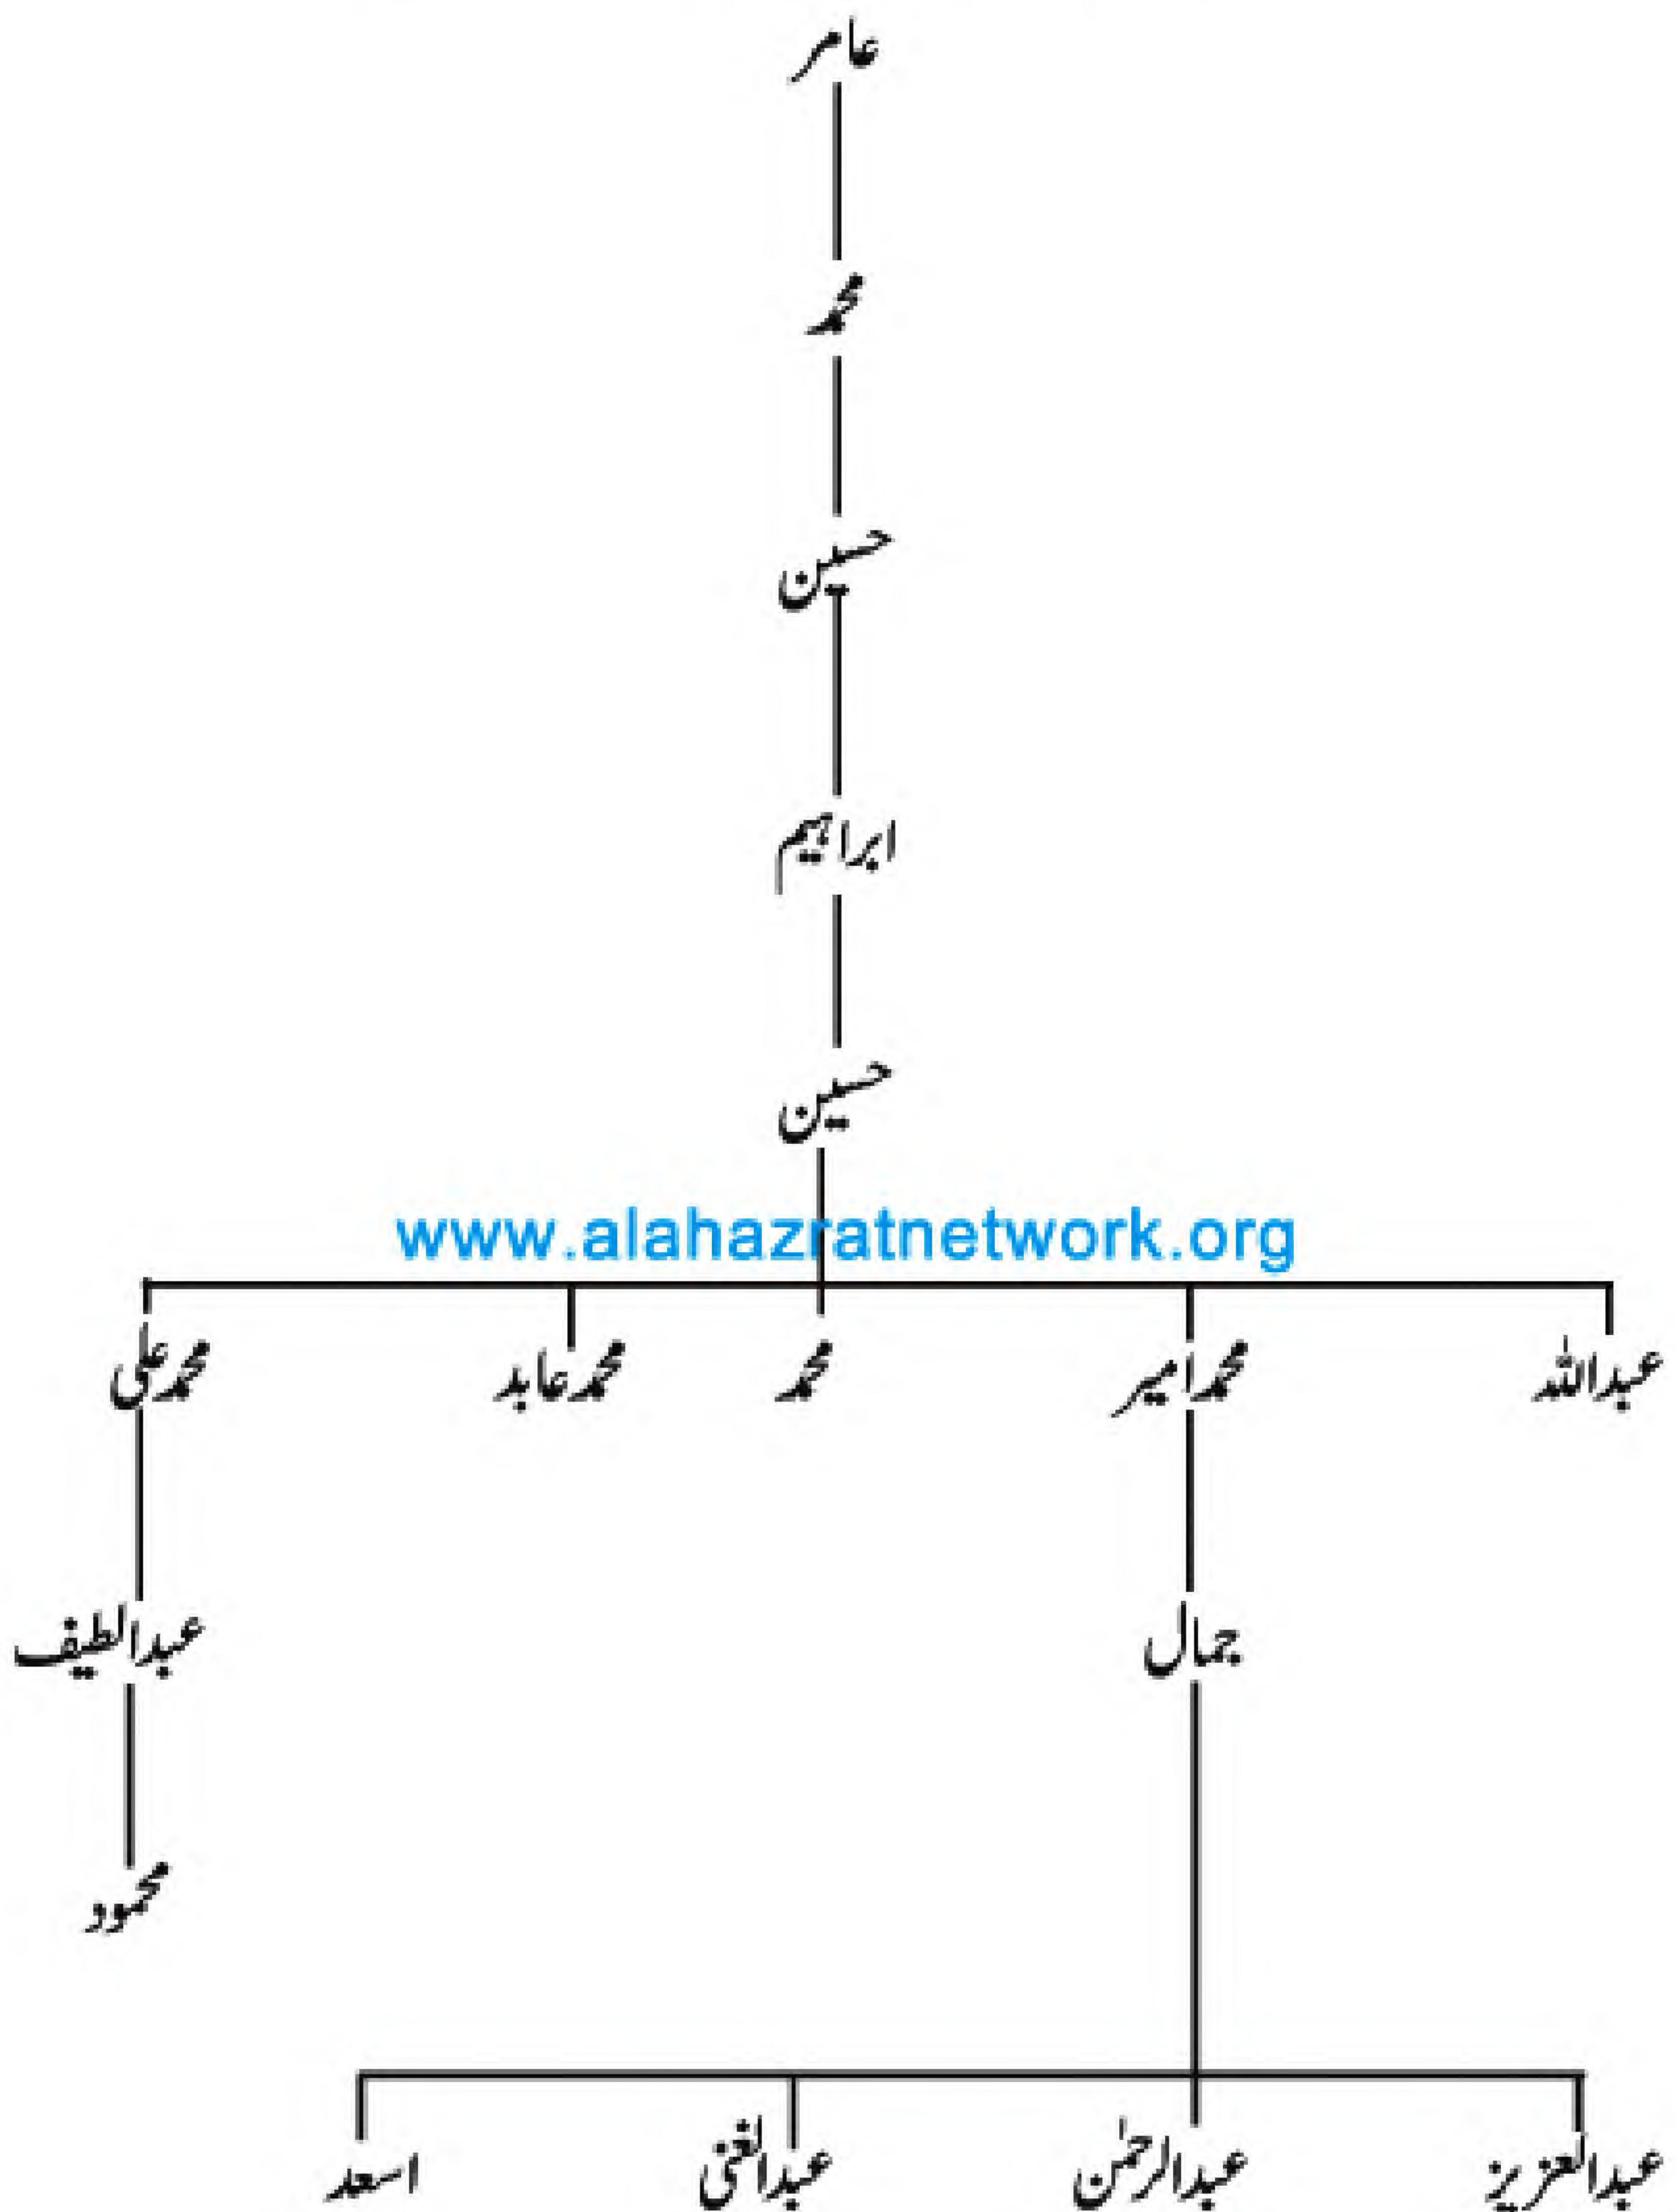 عامر
محمد
حسین
ابراہیم
حسین
www.alahazratnetwork.org
عبداللہ محمد امیر محمد محمد عابد محمد علی
جمال عبدالطیف
محمود
عبدالعزیز عبدالرحمٰن عبدالغنی اسعد